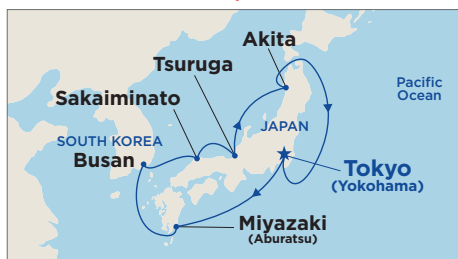 Akita
Tsuruga
Pacific
Ocean
Sakaiminato
SOUTH KOREA
JAPAN
Busan
Tokyo
(Yokohama)
Miyazaki
(Aburatsu)